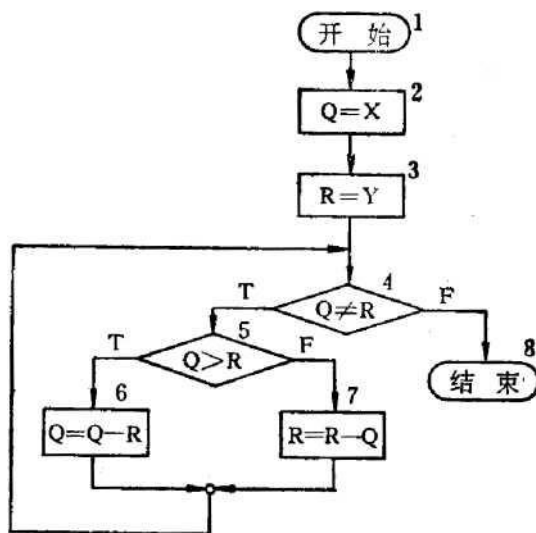 开 始 1
2
Q=X
3
R=Y
4
T Q≠R F
5
T Q>R F
8
结 束
6
Q=Q-R
7
R=R-Q